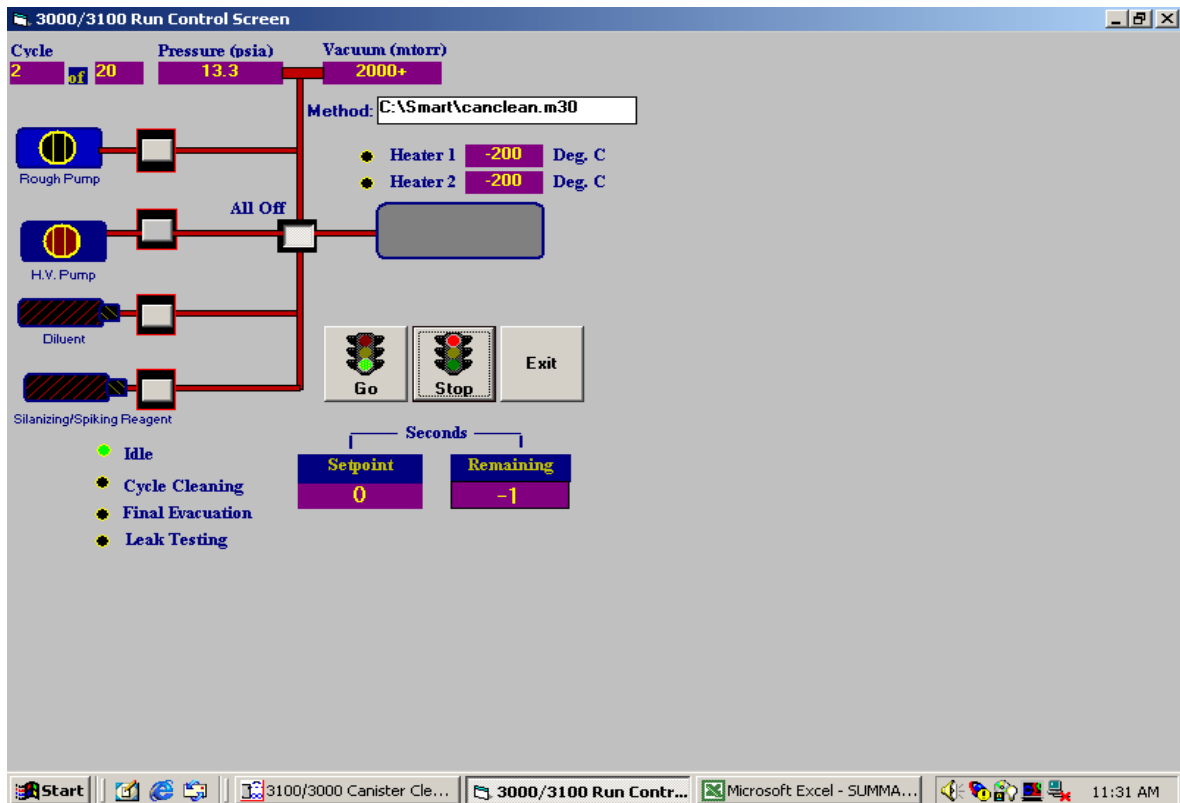 3000/3100 Run Control Screen
Cycle Pressure (psia) Vacuum (mtorr)
2 of 20 13.3 2000+
Method: C:\Smart\canclean.m30
Heater 1 -200 Deg. C
Heater 2 -200 Deg. C
Rough Pump
All Off
H.V. Pump
Diluent
Go Stop Exit
Silanizing/Spiking Reagent
Seconds
Idle
Setpoint Remaining
Cycle Cleaning
0 -1
Final Evacuation
Leak Testing
Start 3100/3000 Canister Cle... 3000/3100 Run Contr... Microsoft Excel - SUMMA... 11:31 AM